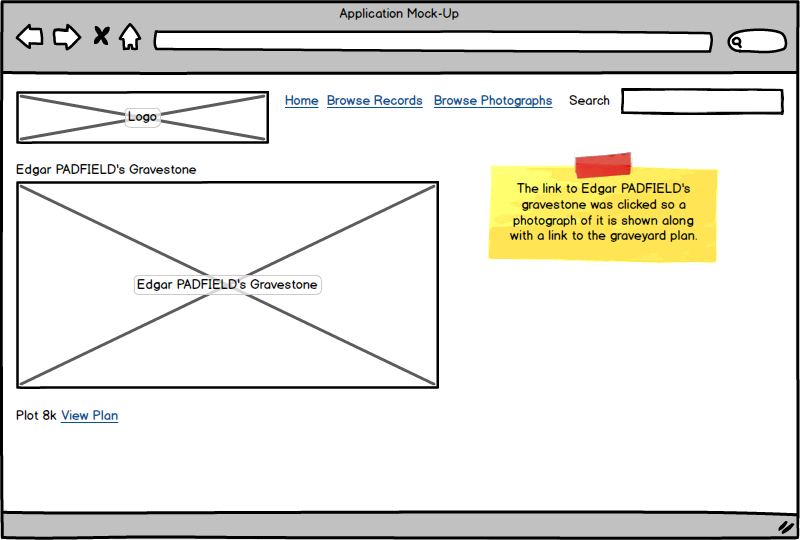 Application Mock-Up
Logo
Home Browse Records Browse Photographs Search
Edgar PADFIELD's Gravestone
The link to Edgar PADFIELD's
gravestone was clicked so a
photograph of it is shown along
with a link to the graveyard plan.
Edgar PADFIELD's Gravestone
Plot 8k View Plan